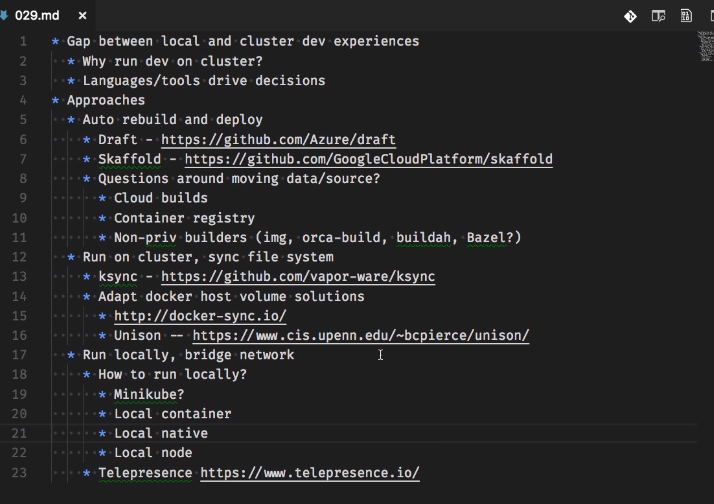 029.md ×
1 * Gap between local and cluster dev experiences
2 * Why run dev on cluster?
3 * Languages/tools drive decisions
4 * Approaches
5 * Auto rebuild and deploy
6 * Draft - https://github.com/Azure/draft
7 * Skaffold - https://github.com/GoogleCloudPlatform/skaffold
8 * Questions around moving data/source?
9 * Cloud builds
10 * Container registry
11 * Non-priv builders (img, orca-build, buildah, Bazel?)
12 * Run on cluster, sync file system
13 * ksync - https://github.com/vapor-ware/ksync
14 * Adapt docker host volume solutions
15 * http://docker-sync.io/
16 * Unison -- https://www.cis.upenn.edu/~bcpierce/unison/
17 * Run locally, bridge network
18 * How to run locally?
19 * Minikube?
20 * Local container
21 * Local native
22 * Local node
23 * Telepresence https://www.telepresence.io/